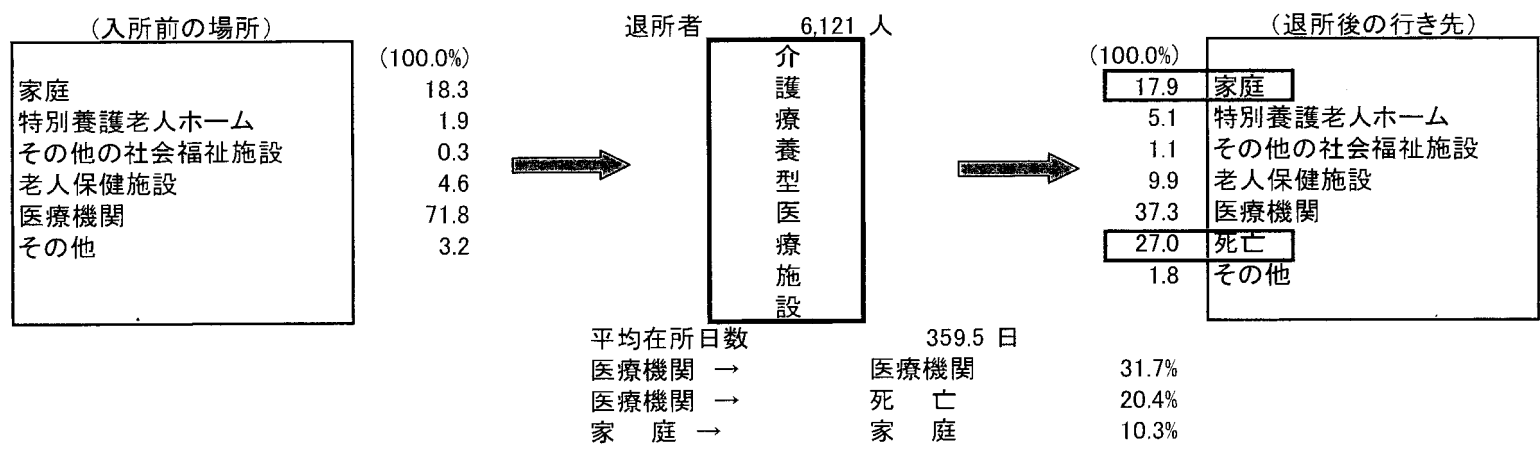 （入所前の場所）
(100.0%)
家庭 18.3
特別養護老人ホーム 1.9
その他の社会福祉施設 0.3
老人保健施設 4.6
医療機関 71.8
その他 3.2
退所者 6,121 人
介
護
療
養
型
医
療
施
設
（退所後の行き先）
(100.0%)
17.9 家庭
5.1 特別養護老人ホーム
1.1 その他の社会福祉施設
9.9 老人保健施設
37.3 医療機関
27.0 死亡
1.8 その他
平均在所日数 359.5 日
医療機関 → 医療機関 31.7%
医療機関 → 死 亡 20.4%
家 庭 → 家 庭 10.3%